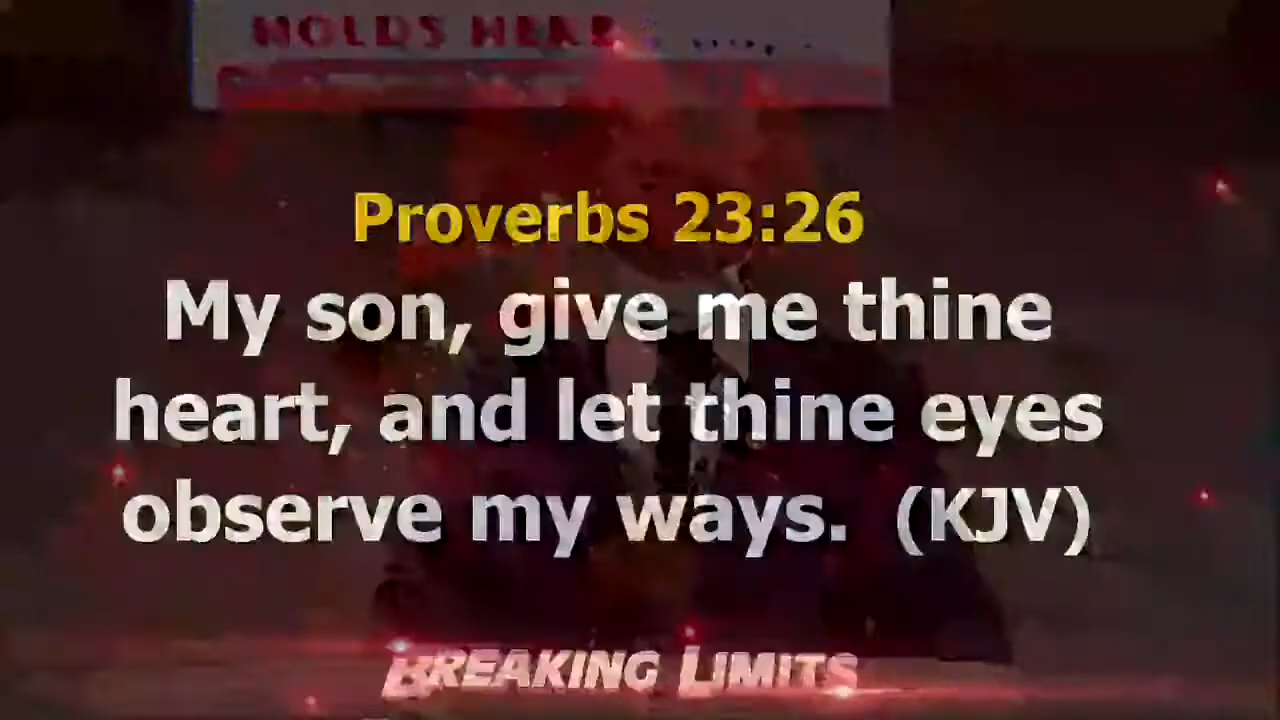 HOLDS HERE
Proverbs 23:26
My son, give me thine
heart, and let thine eyes
observe my ways.  (KJV)
BREAKING LIMITS